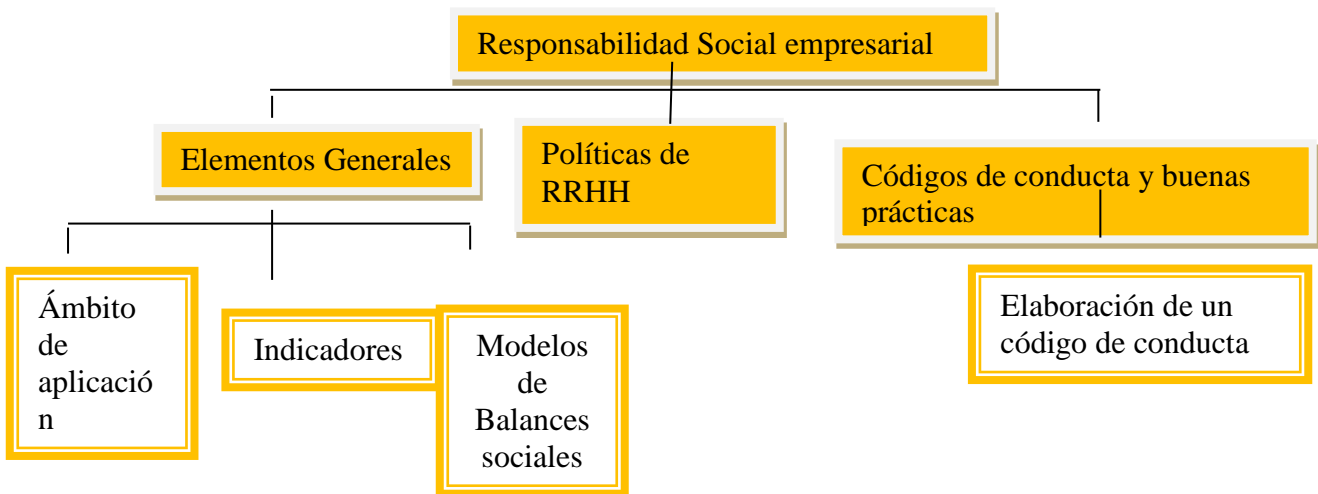 Responsabilidad Social empresarial
Elementos Generales
Políticas de
RRHH
Códigos de conducta y buenas
prácticas
Ámbito
de
aplicació
n
Indicadores
Modelos
de
Balances
sociales
Elaboración de un
código de conducta